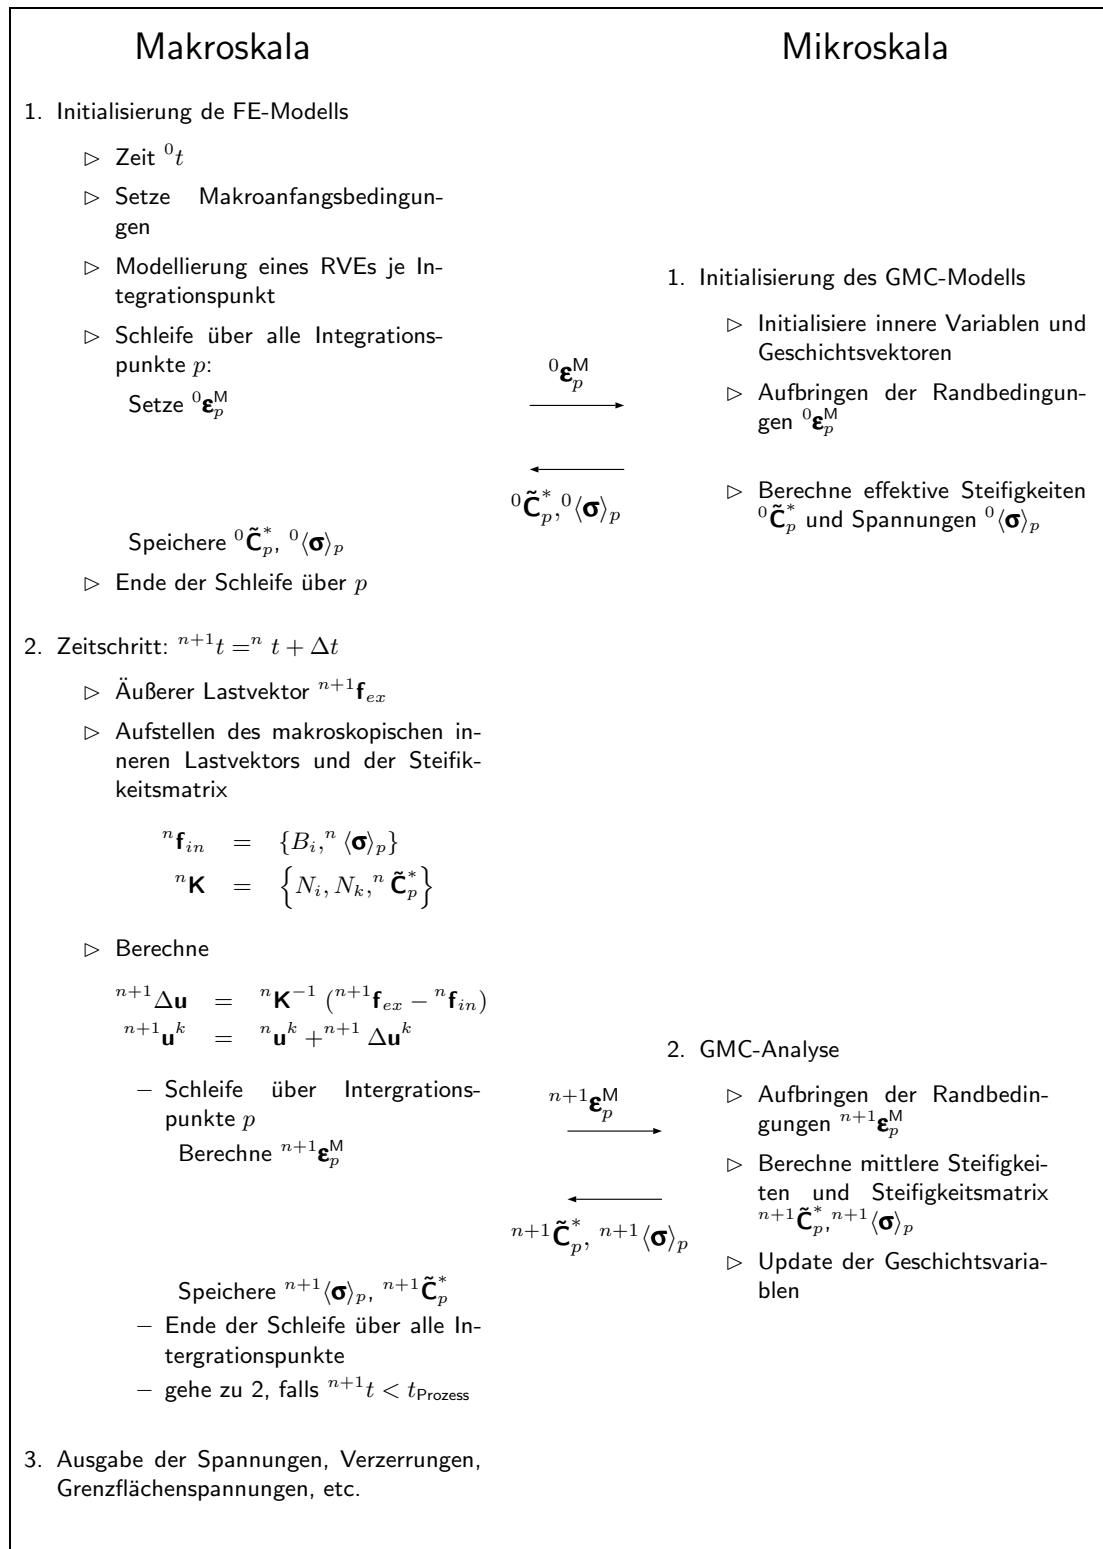 Makroskala
1. Initialisierung de FE-Modells
▷ Zeit ⁰t
▷ Setze Makroanfangsbedingun-
gen
▷ Modellierung eines RVEs je In-
tegrationspunkt
▷ Schleife über alle Integrations-
punkte p:
Setze ⁰ε_p^M
Speichere ⁰C̃_p^*, ⁰⟨σ⟩_p
▷ Ende der Schleife über p
2. Zeitschritt: ^{n+1}t =^n t + Δt
▷ Äußerer Lastvektor ^{n+1}f_{ex}
▷ Aufstellen des makroskopischen in-
neren Lastvektors und der Steifik-
keitsmatrix
^n f_{in} = {B_i,^n ⟨σ⟩_p}
^n K = {N_i, N_k,^n C̃_p^*}
▷ Berechne
^{n+1}Δu = ^n K^{-1} (^{n+1}f_{ex} − ^n f_{in})
^{n+1}u^k = ^n u^k +^{n+1} Δu^k
– Schleife über Intergrations-
punkte p
Berechne ^{n+1}ε_p^M
Speichere ^{n+1}⟨σ⟩_p, ^{n+1}C̃_p^*
– Ende der Schleife über alle In-
tergrationspunkte
– gehe zu 2, falls ^{n+1}t < t_{Prozess}
3. Ausgabe der Spannungen, Verzerrungen,
Grenzflächenspannungen, etc.
⁰ε_p^M
⁰C̃_p^*,⁰⟨σ⟩_p
^{n+1}ε_p^M
^{n+1}C̃_p^*, ^{n+1}⟨σ⟩_p
Mikroskala
1. Initialisierung des GMC-Modells
▷ Initialisiere innere Variablen und
Geschichtsvektoren
▷ Aufbringen der Randbedingun-
gen ⁰ε_p^M
▷ Berechne effektive Steifigkeiten
⁰C̃_p^* und Spannungen ⁰⟨σ⟩_p
2. GMC-Analyse
▷ Aufbringen der Randbedin-
gungen ^{n+1}ε_p^M
▷ Berechne mittlere Steifigkei-
ten und Steifigkeitsmatrix
^{n+1}C̃_p^*,^{n+1}⟨σ⟩_p
▷ Update der Geschichtsvaria-
blen